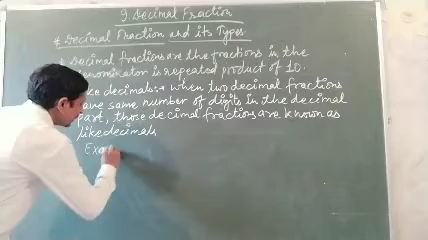 9. Decimal Fraction
* Decimal Fraction and its Types:
* Decimal fractions are the fractions in the
denominator is repeated product of 10.
ke decimals:→ when two decimal fractions
ave same number of digits in the decimal
part, those decimal fractions are known as
like decimals
Exa